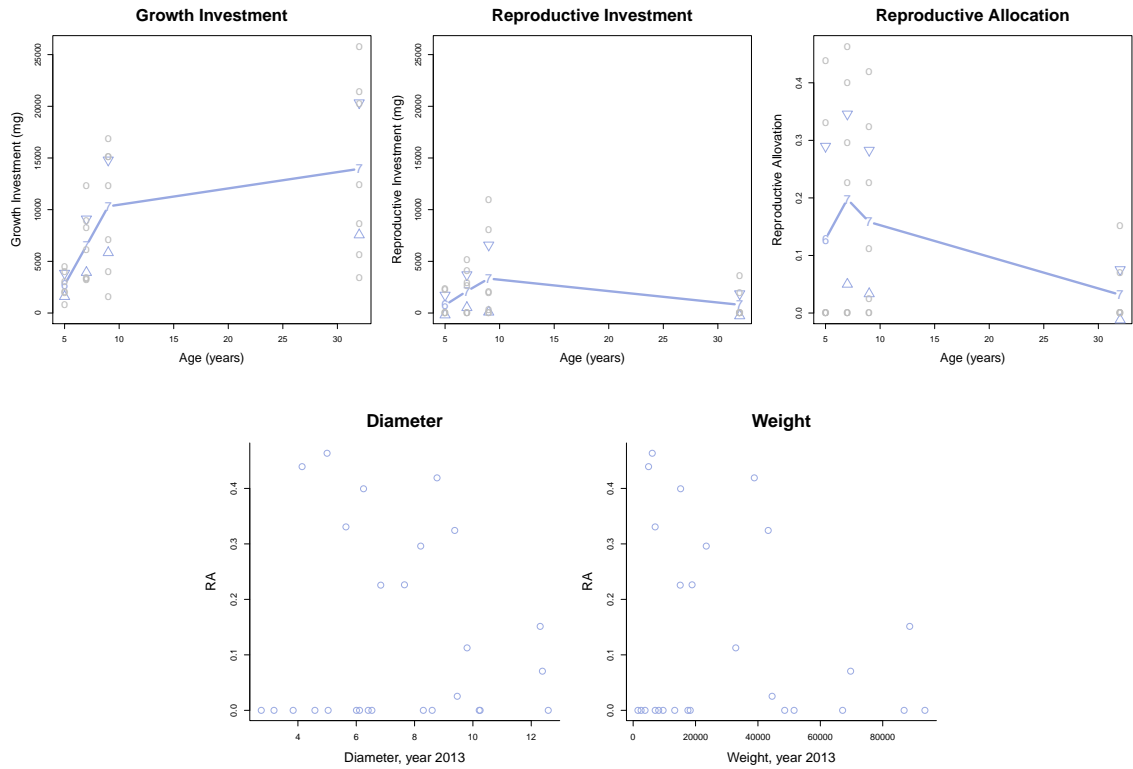 Growth Investment
Growth Investment (mg)
0 5000 10000 15000 20000 25000
6 7 7 7
5 10 15 20 25 30
Age (years)
Reproductive Investment
Reproductive Investment (mg)
0 5000 10000 15000 20000 25000
6 7 7 7
5 10 15 20 25 30
Age (years)
Reproductive Allocation
Reproductive Allovation
0.0 0.1 0.2 0.3 0.4
6 7 7 7
5 10 15 20 25 30
Age (years)
Diameter
RA
0.0 0.1 0.2 0.3 0.4
4 6 8 10 12
Diameter, year 2013
Weight
RA
0.0 0.1 0.2 0.3 0.4
0 20000 40000 60000 80000
Weight, year 2013